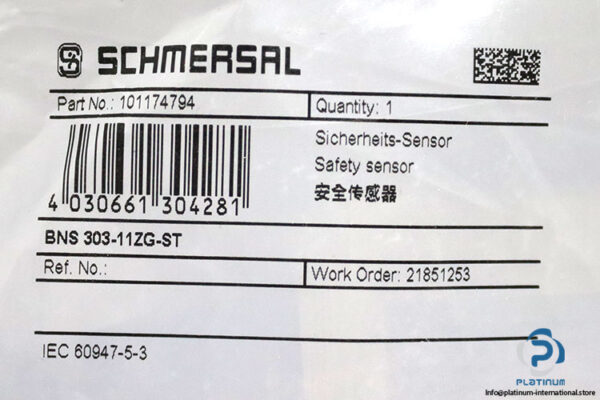 SCHMERSAL
Part No.: 101174794
Quantity: 1
Sicherheits-Sensor
Safety sensor
安全传感器
4 030661 304281
BNS 303-11ZG-ST
Ref. No.:
Work Order: 21851253
IEC 60947-5-3
PLATINUM
Info@platinum-international.store